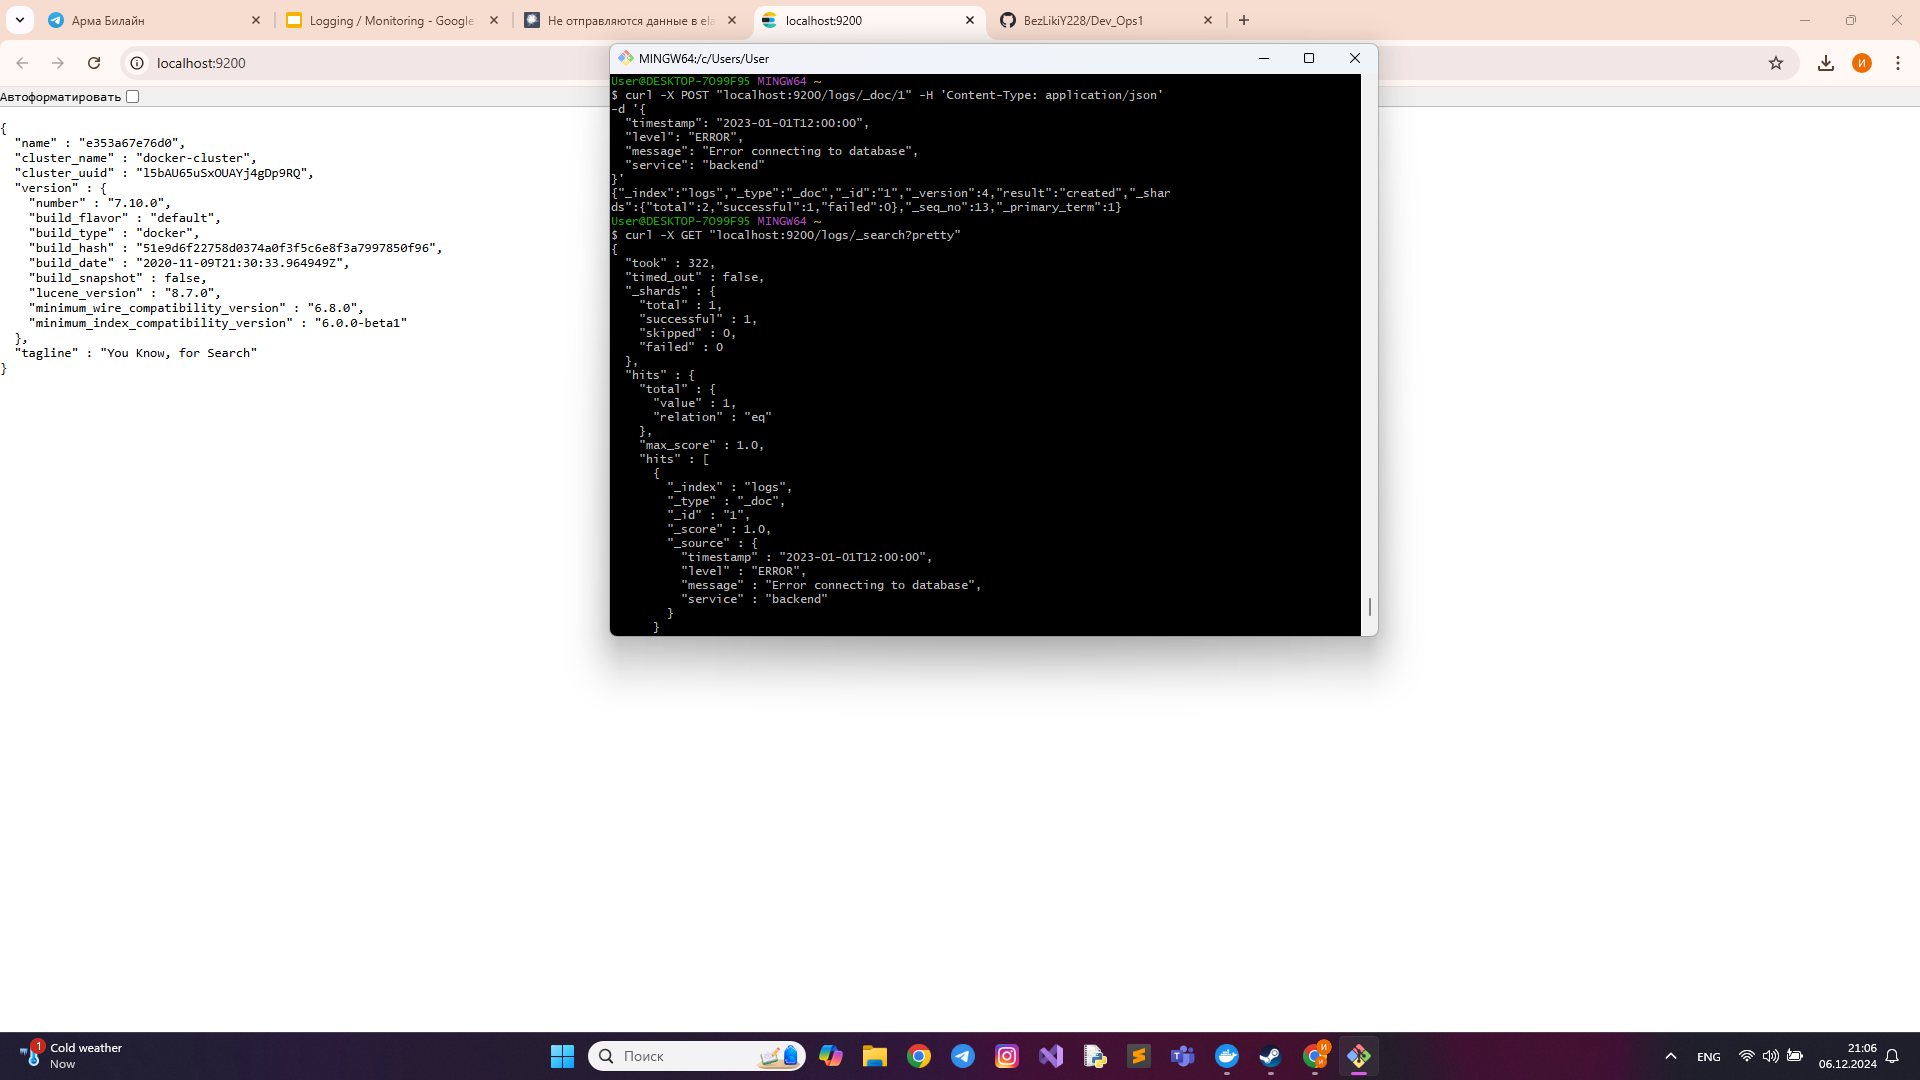 Арма Билайн
Logging / Monitoring - Google
Не отправляются данные в ela
localhost:9200
BezLikiY228/Dev_Ops1
localhost:9200
И
Автоформатировать
{
  "name" : "e353a67e76d0",
  "cluster_name" : "docker-cluster",
  "cluster_uuid" : "l5bAU65uSxOUAYj4gDp9RQ",
  "version" : {
    "number" : "7.10.0",
    "build_flavor" : "default",
    "build_type" : "docker",
    "build_hash" : "51e9d6f22758d0374a0f3f5c6e8f3a7997850f96",
    "build_date" : "2020-11-09T21:30:33.964949Z",
    "build_snapshot" : false,
    "lucene_version" : "8.7.0",
    "minimum_wire_compatibility_version" : "6.8.0",
    "minimum_index_compatibility_version" : "6.0.0-beta1"
  },
  "tagline" : "You Know, for Search"
}
MINGW64:/c/Users/User
User@DESKTOP-7O99F95 MINGW64 ~
$ curl -X POST "localhost:9200/logs/_doc/1" -H 'Content-Type: application/json'
-d '{
  "timestamp": "2023-01-01T12:00:00",
  "level": "ERROR",
  "message": "Error connecting to database",
  "service": "backend"
}'
{"_index":"logs","_type":"_doc","_id":"1","_version":4,"result":"created","_shar
ds":{"total":2,"successful":1,"failed":0},"_seq_no":13,"_primary_term":1}
User@DESKTOP-7O99F95 MINGW64 ~
$ curl -X GET "localhost:9200/logs/_search?pretty"
{
  "took" : 322,
  "timed_out" : false,
  "_shards" : {
    "total" : 1,
    "successful" : 1,
    "skipped" : 0,
    "failed" : 0
  },
  "hits" : {
    "total" : {
      "value" : 1,
      "relation" : "eq"
    },
    "max_score" : 1.0,
    "hits" : [
      {
        "_index" : "logs",
        "_type" : "_doc",
        "_id" : "1",
        "_score" : 1.0,
        "_source" : {
          "timestamp" : "2023-01-01T12:00:00",
          "level" : "ERROR",
          "message" : "Error connecting to database",
          "service" : "backend"
        }
      }
1
Cold weather
Now
Поиск
ENG
21:06
06.12.2024